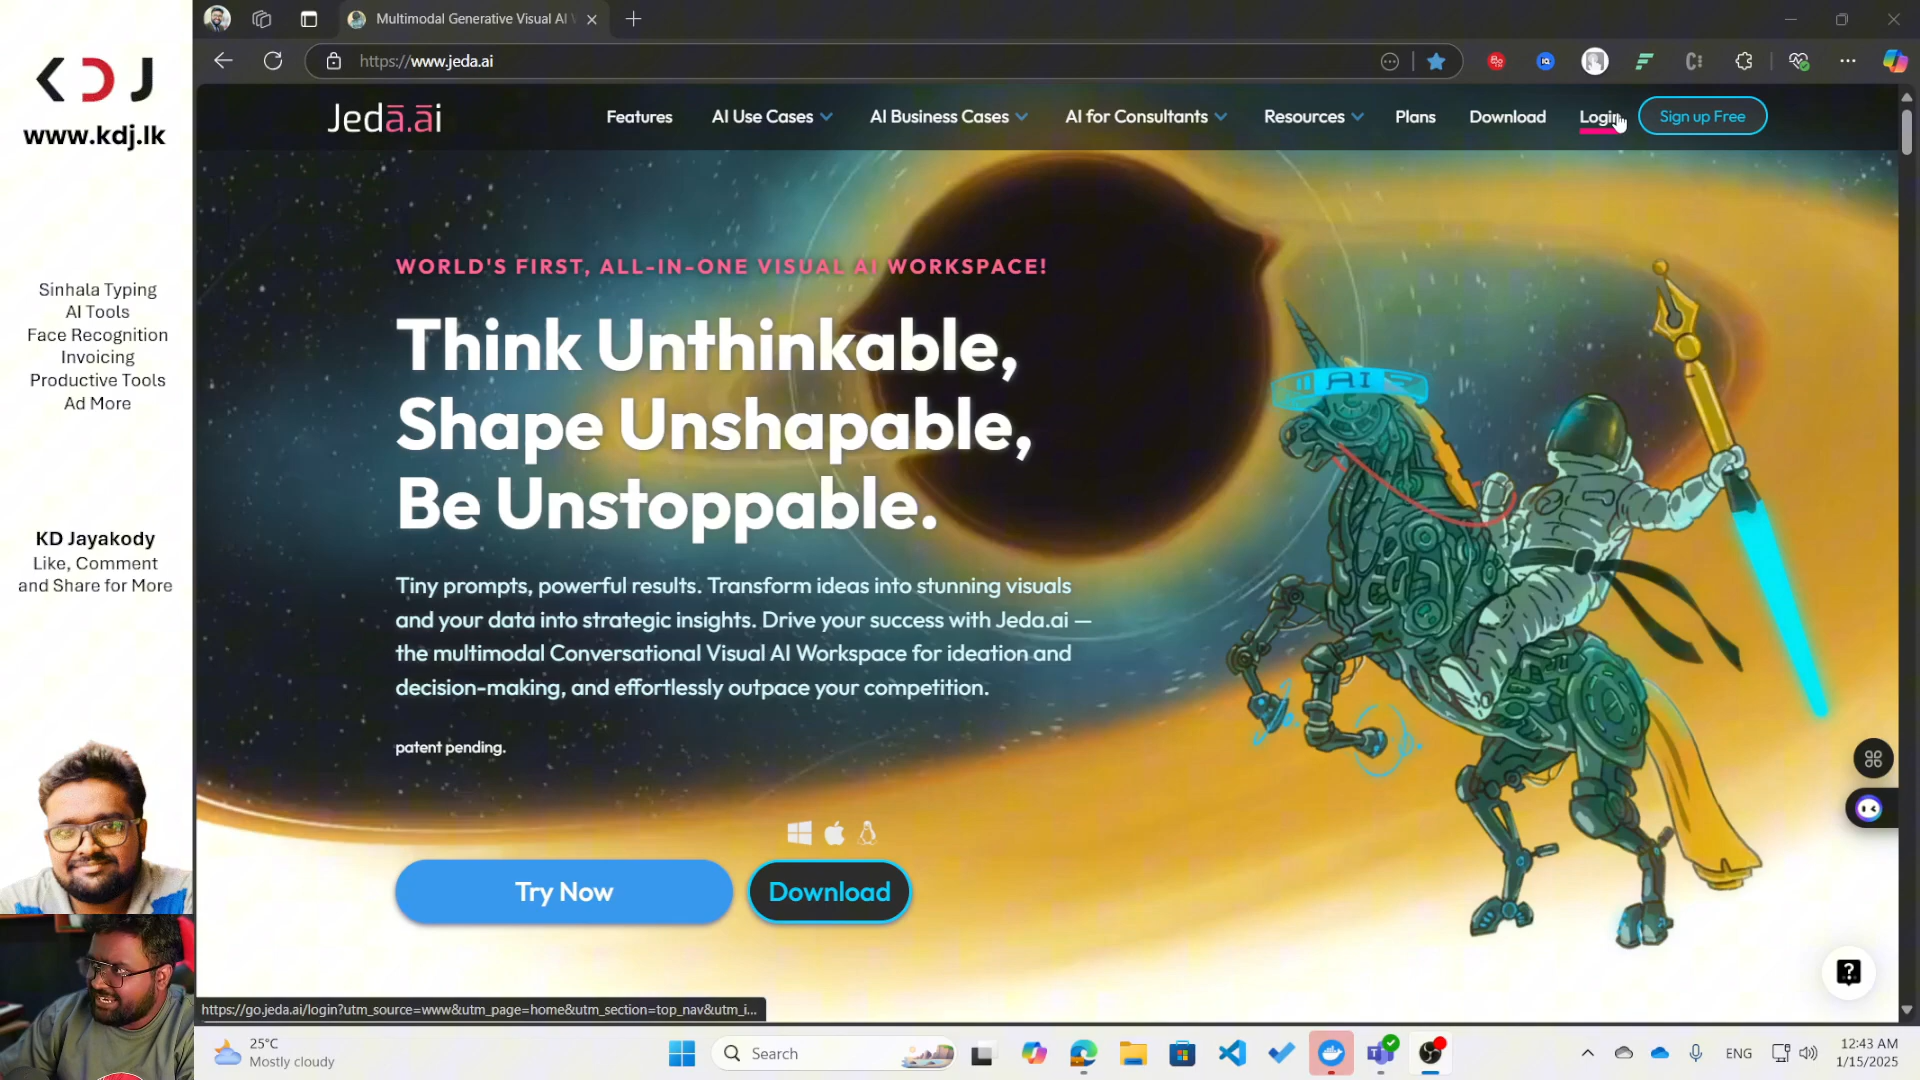 KDJ
www.kdj.lk
Sinhala Typing
AI Tools
Face Recognition
Invoicing
Productive Tools
Ad More
KD Jayakody
Like, Comment
and Share for More
Multimodal Generative Visual AI
https://www.jeda.ai
Jedā.āi
Features
AI Use Cases
AI Business Cases
AI for Consultants
Resources
Plans
Download
Login
Sign up Free
WORLD'S FIRST, ALL-IN-ONE VISUAL AI WORKSPACE!
Think Unthinkable,
Shape Unshapable,
Be Unstoppable.
AI
Tiny prompts, powerful results. Transform ideas into stunning visuals
and your data into strategic insights. Drive your success with Jeda.ai —
the multimodal Conversational Visual AI Workspace for ideation and
decision-making, and effortlessly outpace your competition.
patent pending.
Try Now
Download
https://go.jeda.ai/login?utm_source=www&utm_page=home&utm_section=top_nav&utm_i...
25°C
Mostly cloudy
Search
ENG
12:43 AM
1/15/2025